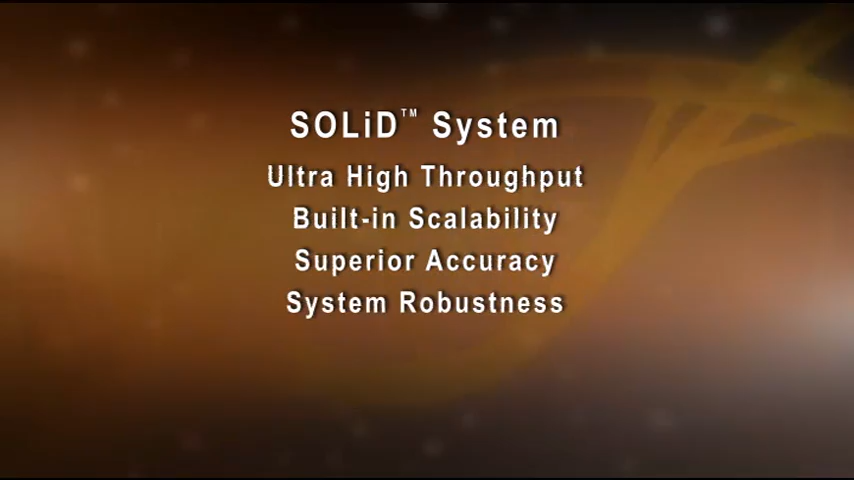 SOLiD™ System
Ultra High Throughput
Built-in Scalability
Superior Accuracy
System Robustness